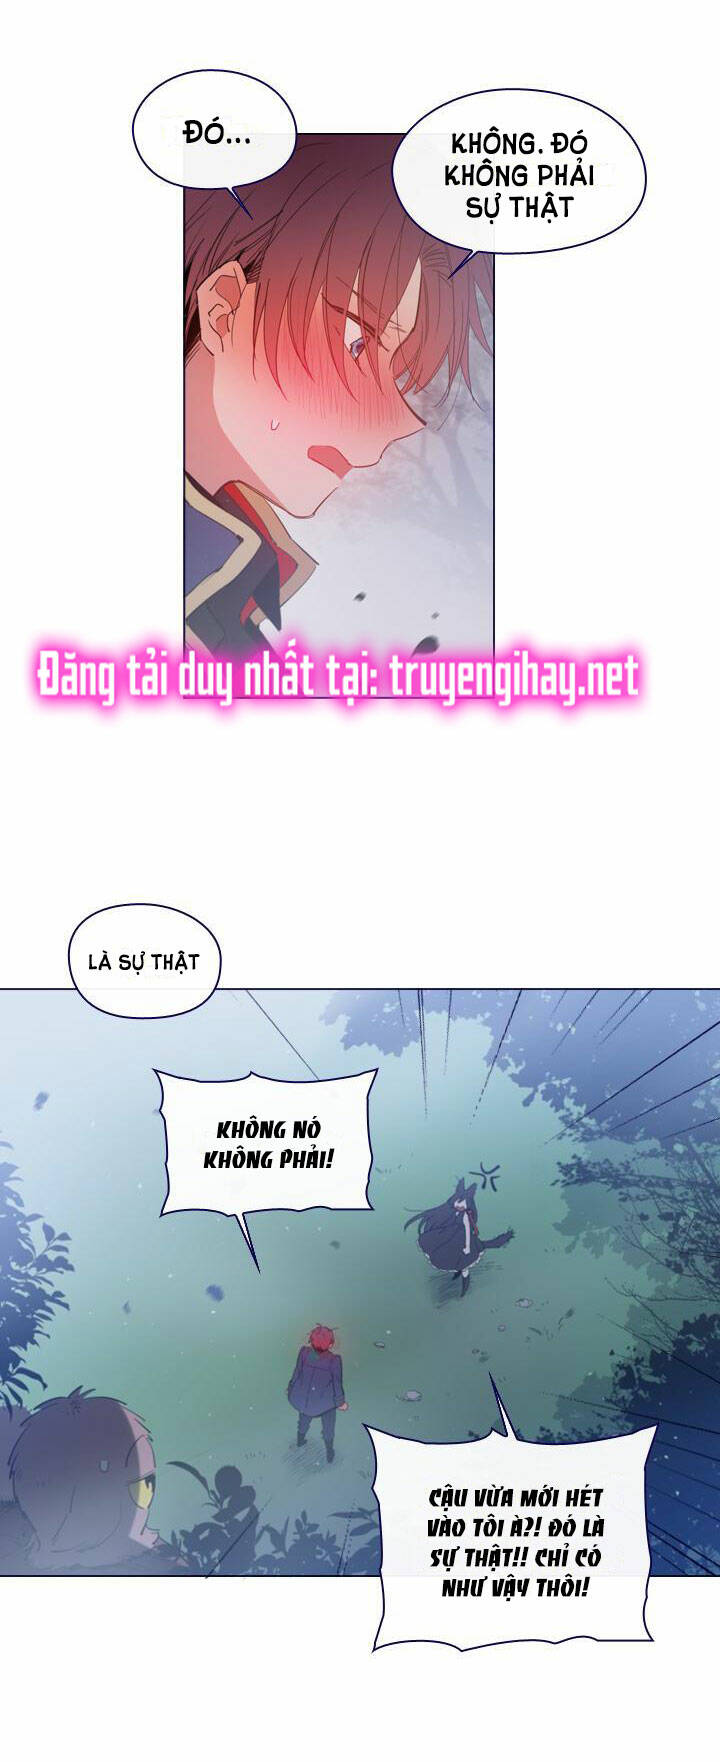 ĐÓ...
KHÔNG. ĐÓ
KHÔNG PHẢI
SỰ THẬT
Đăng tải duy nhất tại: truyengihay.net
LÀ SỰ THẬT
KHÔNG NÓ
KHÔNG PHẢI!
CẬU VỪA MỚI HÉT
VÀO TÔI À?! ĐÓ LÀ
SỰ THẬT!! CHỈ CÓ
NHƯ VẬY THÔI!